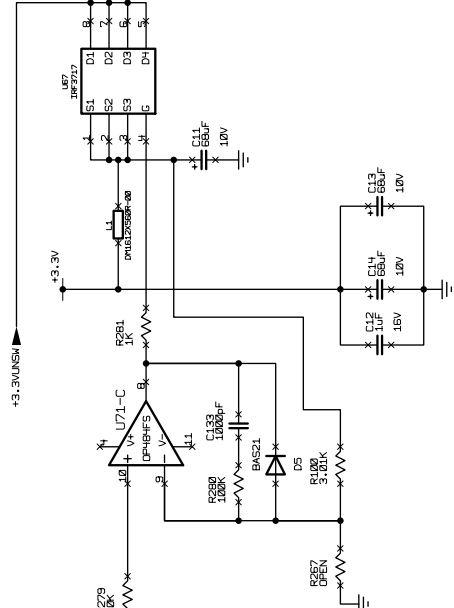 8
7
6
5
D1
D2
D3
D4
U67
IRF3717
S1
S2
S3
G
1
2
3
4
C11
68uF
10V
L1
DM1612X560R-00
+3.3V
+3.3VUNSW
C13
68uF
10V
C14
68uF
10V
C12
1uF
16V
R281
1K
U71-C
OP484FS
V+
V-
4
11
8
10
9
C133
1000pF
R280
100K
BAS21
D5
R100
3.01K
R267
OPEN
279
0K